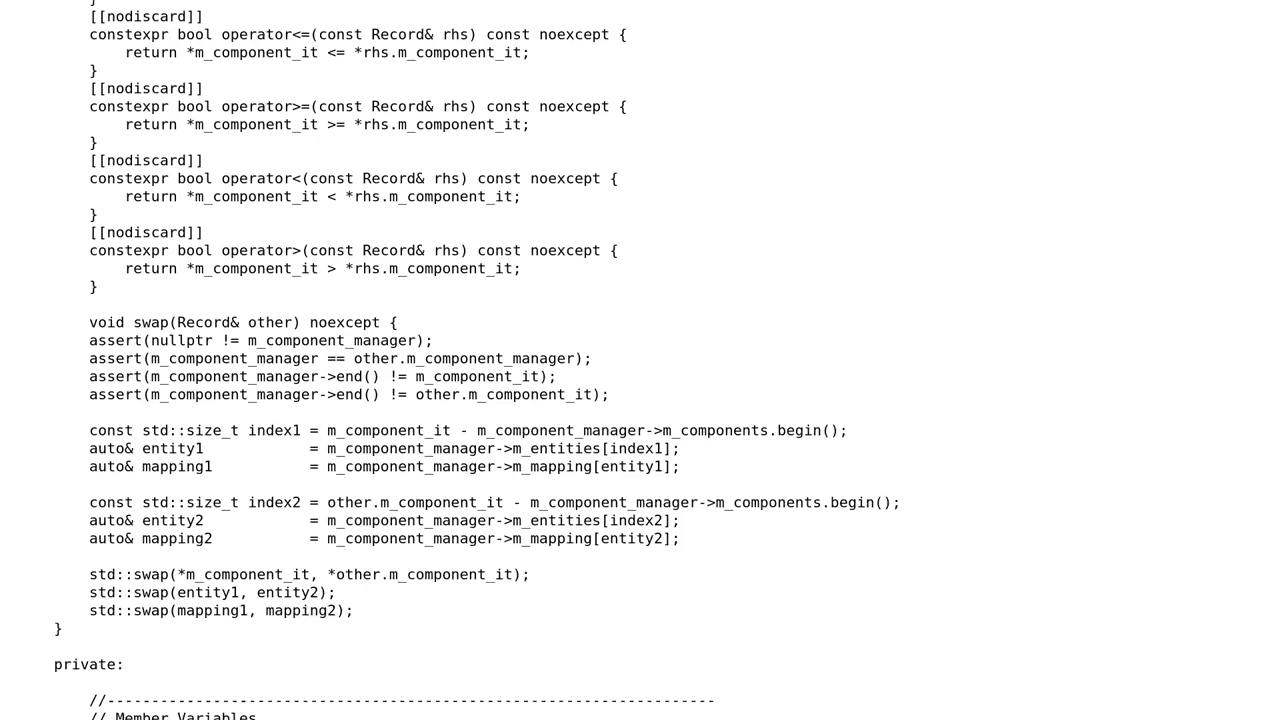 }
[[nodiscard]]
constexpr bool operator<=(const Record& rhs) const noexcept {
return *m_component_it <= *rhs.m_component_it;
}
[[nodiscard]]
constexpr bool operator>=(const Record& rhs) const noexcept {
return *m_component_it >= *rhs.m_component_it;
}
[[nodiscard]]
constexpr bool operator<(const Record& rhs) const noexcept {
return *m_component_it < *rhs.m_component_it;
}
[[nodiscard]]
constexpr bool operator>(const Record& rhs) const noexcept {
return *m_component_it > *rhs.m_component_it;
}
void swap(Record& other) noexcept {
assert(nullptr != m_component_manager);
assert(m_component_manager == other.m_component_manager);
assert(m_component_manager->end() != m_component_it);
assert(m_component_manager->end() != other.m_component_it);
const std::size_t index1 = m_component_it - m_component_manager->m_components.begin();
auto& entity1 = m_component_manager->m_entities[index1];
auto& mapping1 = m_component_manager->m_mapping[entity1];
const std::size_t index2 = other.m_component_it - m_component_manager->m_components.begin();
auto& entity2 = m_component_manager->m_entities[index2];
auto& mapping2 = m_component_manager->m_mapping[entity2];
std::swap(*m_component_it, *other.m_component_it);
std::swap(entity1, entity2);
std::swap(mapping1, mapping2);
}
private:
//---------------------------------------------------------------------
// Member Variables